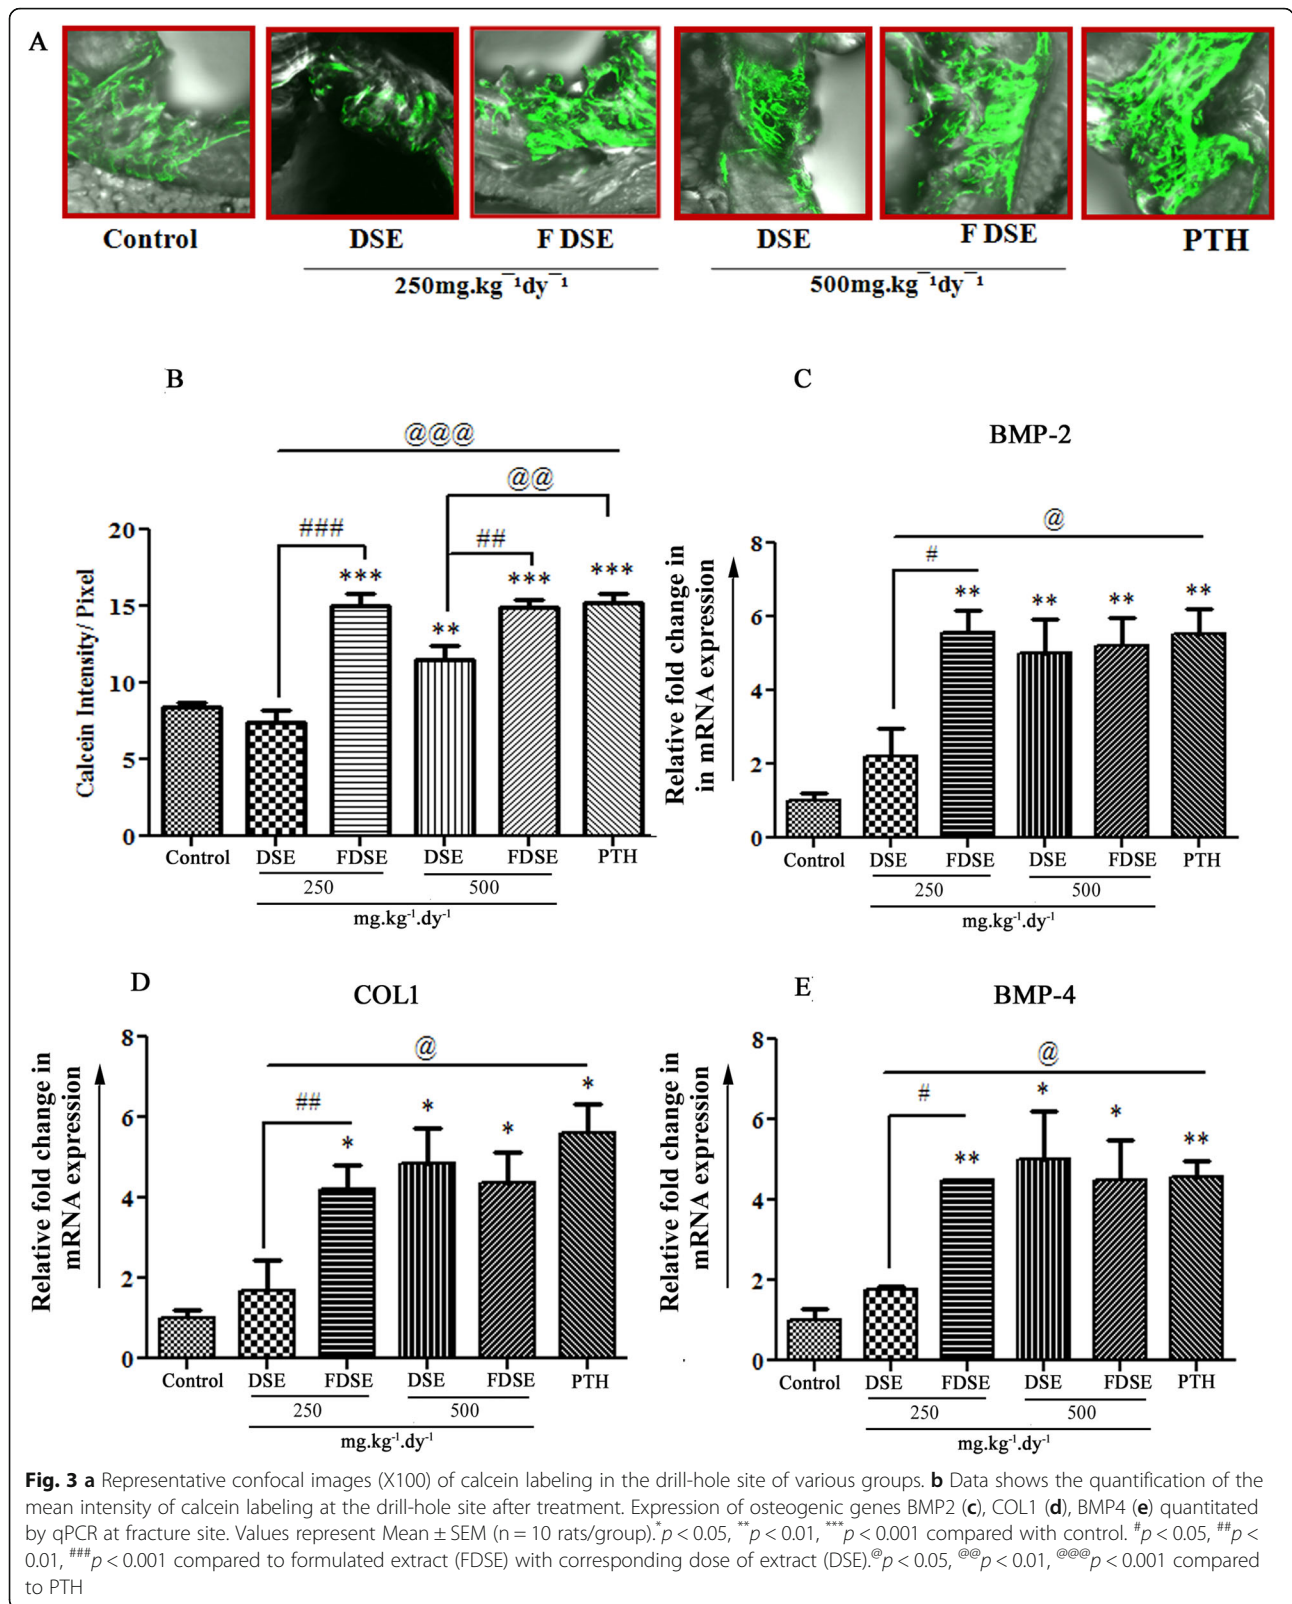 A
Control
DSE
F DSE
DSE
F DSE
PTH
250mg.kg⁻¹dy⁻¹
500mg.kg⁻¹dy⁻¹
B
@@@
@@
###
##
***
**
***
***
Calcein Intensity/ Pixel
20
15
10
5
0
Control
DSE
FDSE
DSE
FDSE
PTH
250
500
mg.kg⁻¹.dy⁻¹
C
BMP-2
@
#
**
**
**
**
Relative fold change in
in mRNA expression
8
6
4
2
0
Control
DSE
FDSE
DSE
FDSE
PTH
250
500
mg.kg⁻¹.dy⁻¹
D
COL1
@
##
*
*
*
*
Relative fold change in
mRNA expression
8
6
4
2
0
Control
DSE
FDSE
DSE
FDSE
PTH
250
500
mg.kg⁻¹.dy⁻¹
E
BMP-4
@
#
**
*
*
**
Relative fold change in
mRNA expression
8
6
4
2
0
Control
DSE
FDSE
DSE
FDSE
PTH
250
500
mg.kg⁻¹.dy⁻¹
Fig. 3 a Representative confocal images (X100) of calcein labeling in the drill-hole site of various groups. b Data shows the quantification of the
mean intensity of calcein labeling at the drill-hole site after treatment. Expression of osteogenic genes BMP2 (c), COL1 (d), BMP4 (e) quantitated
by qPCR at fracture site. Values represent Mean ± SEM (n = 10 rats/group).*p < 0.05, **p < 0.01, ***p < 0.001 compared with control. #p < 0.05, ##p <
0.01, ###p < 0.001 compared to formulated extract (FDSE) with corresponding dose of extract (DSE).@p < 0.05, @@p < 0.01, @@@p < 0.001 compared
to PTH